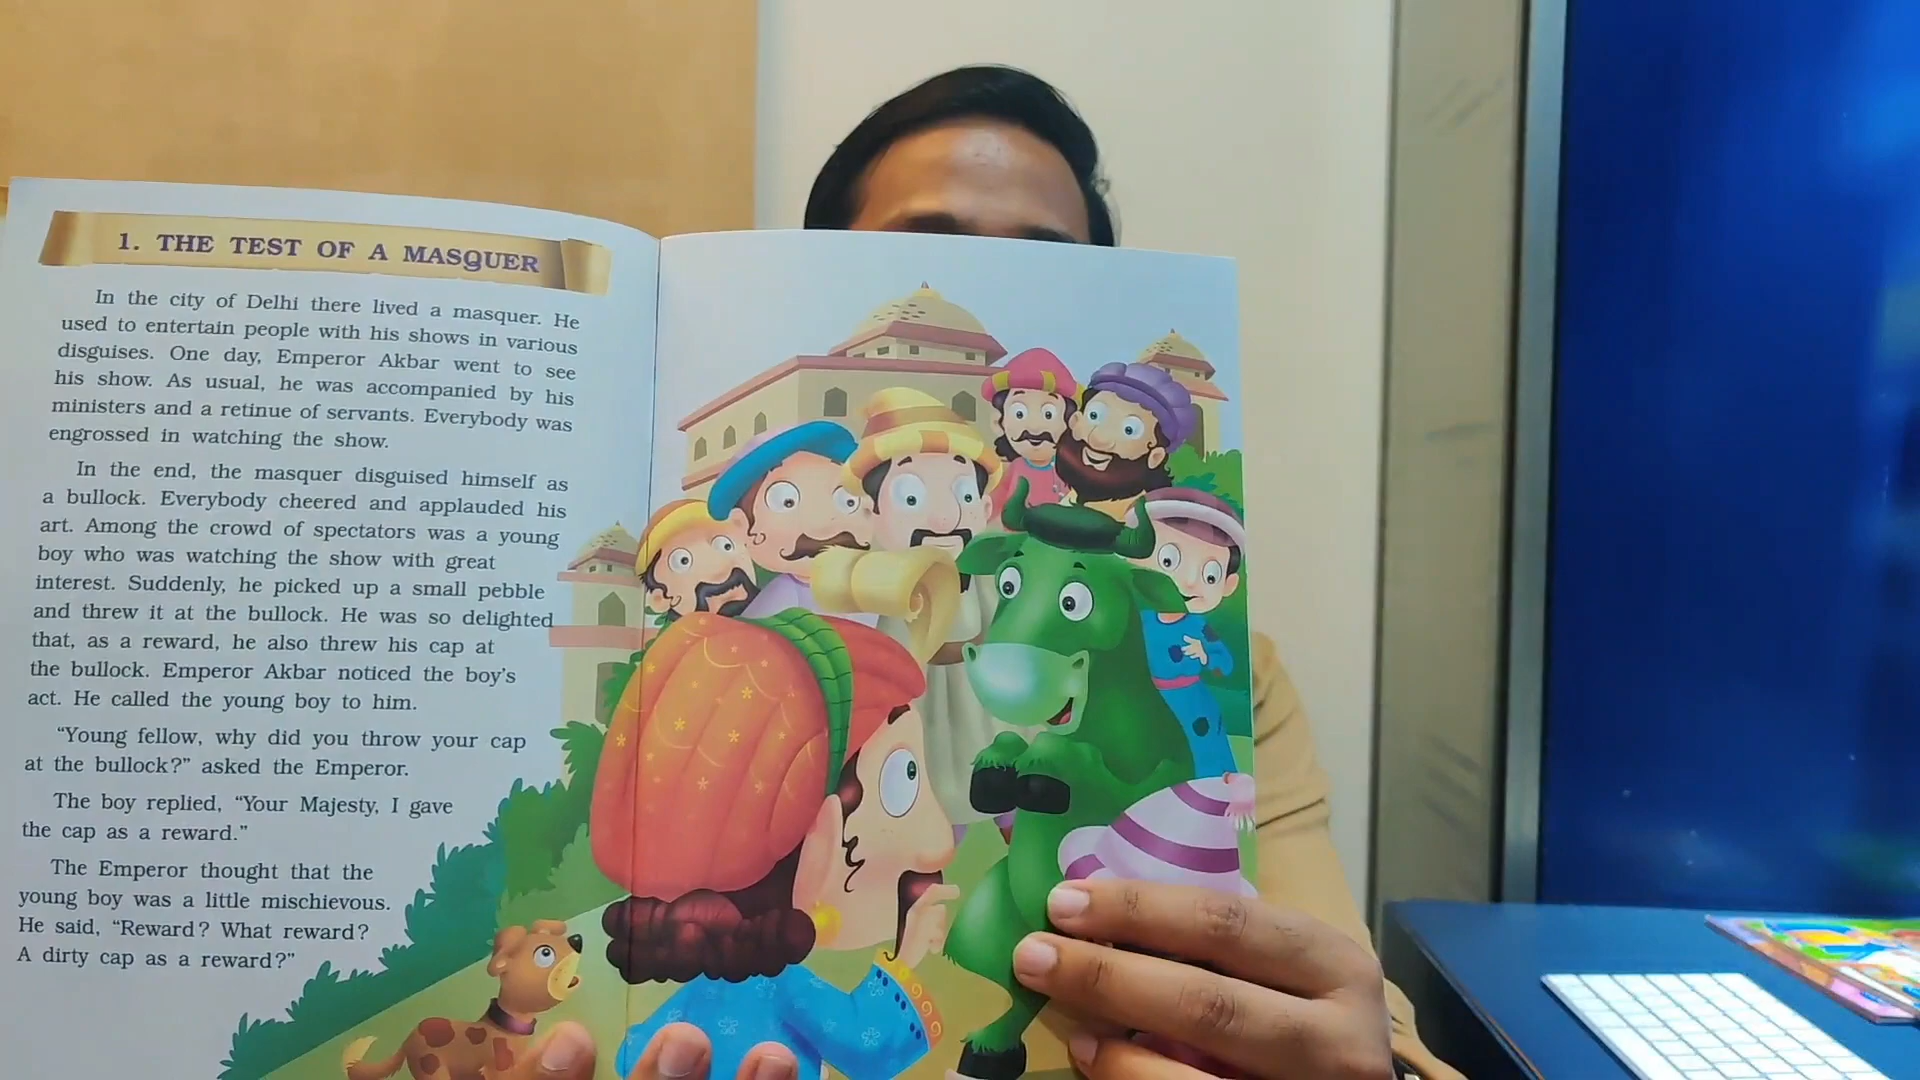 1. THE TEST OF A MASQUER
In the city of Delhi there lived a masquer. He
used to entertain people with his shows in various
disguises. One day, Emperor Akbar went to see
his show. As usual, he was accompanied by his
ministers and a retinue of servants. Everybody was
engrossed in watching the show.
In the end, the masquer disguised himself as
a bullock. Everybody cheered and applauded his
art. Among the crowd of spectators was a young
boy who was watching the show with great
interest. Suddenly, he picked up a small pebble
and threw it at the bullock. He was so delighted
that, as a reward, he also threw his cap at
the bullock. Emperor Akbar noticed the boy's
act. He called the young boy to him.
“Young fellow, why did you throw your cap
at the bullock?” asked the Emperor.
The boy replied, “Your Majesty, I gave
the cap as a reward.”
The Emperor thought that the
young boy was a little mischievous.
He said, “Reward? What reward?
A dirty cap as a reward?”